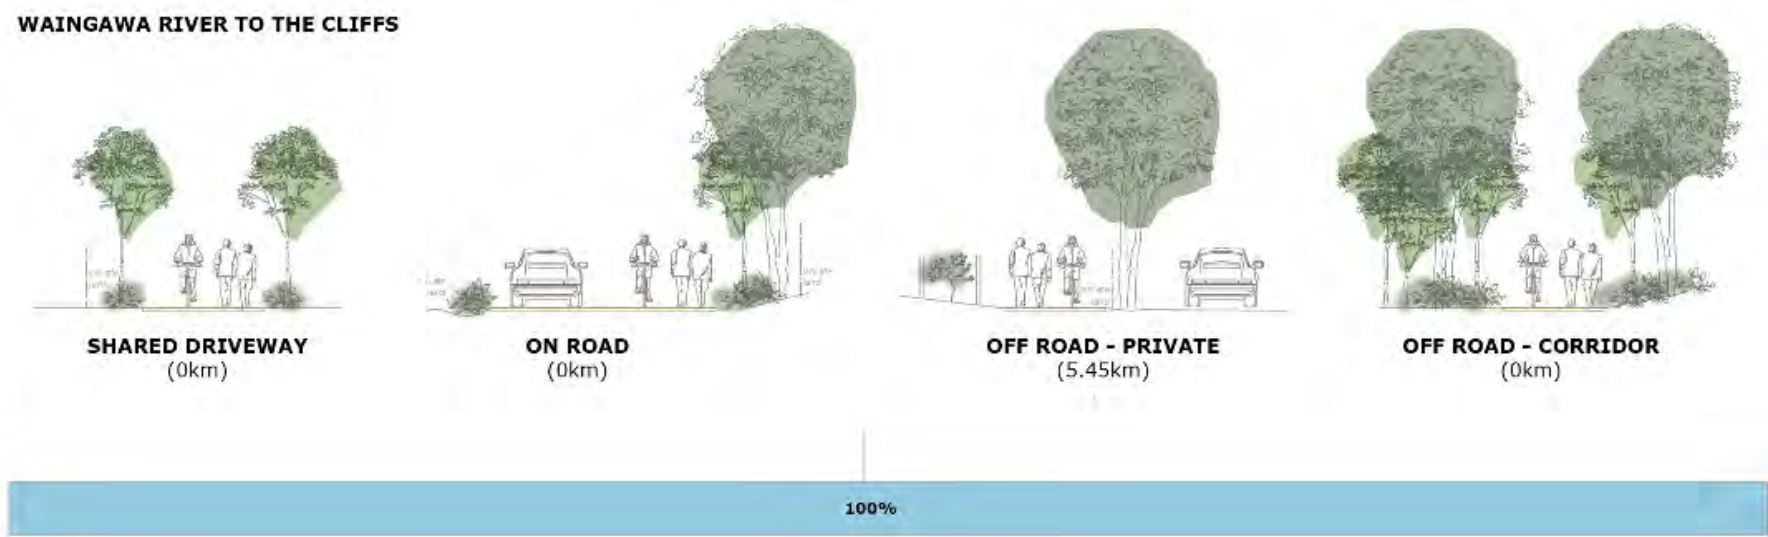 WAINGAWA RIVER TO THE CLIFFS
SHARED DRIVEWAY
(0km)
ON ROAD
(0km)
OFF ROAD - PRIVATE
(5.45km)
OFF ROAD - CORRIDOR
(0km)
100%